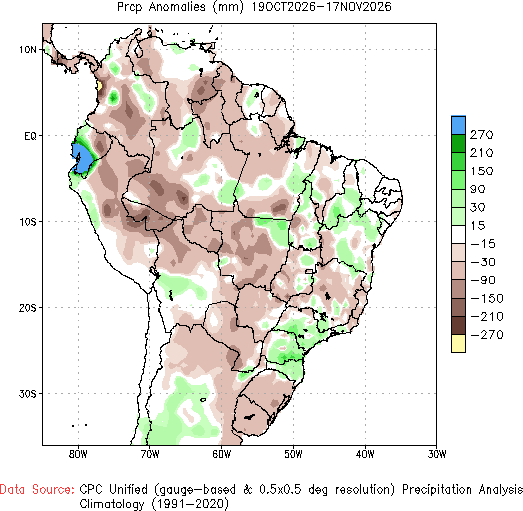 Prcp Anomalies (mm) 19OCT2026-17NOV2026
10N
EQ
10S
20S
30S
80W 70W 60W 50W 40W 30W
270
210
150
90
30
15
-15
-30
-90
-150
-210
-270
Data Source: CPC Unified (gauge-based & 0.5x0.5 deg resolution) Precipitation Analysis
Climatology (1991-2020)